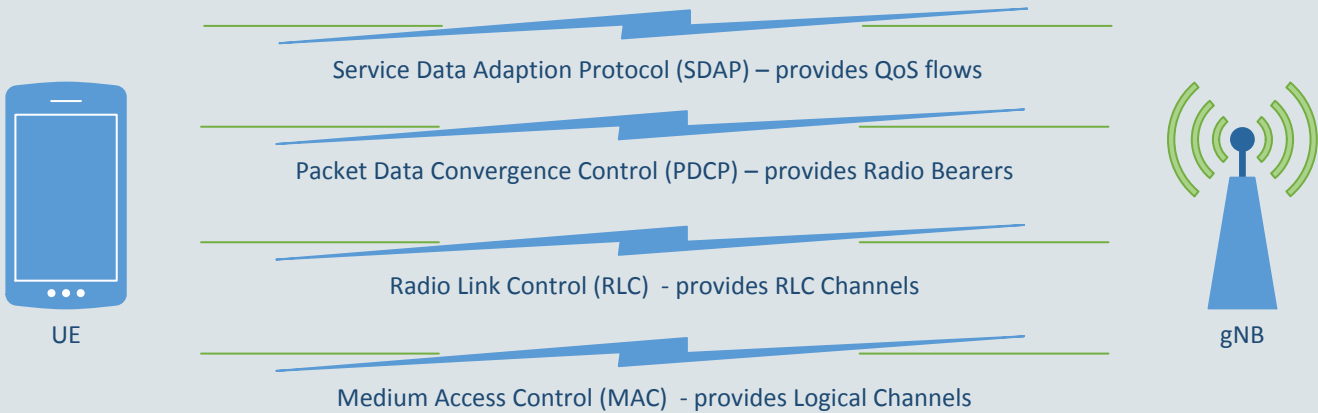 Service Data Adaption Protocol (SDAP) – provides QoS flows
Packet Data Convergence Control (PDCP) – provides Radio Bearers
Radio Link Control (RLC)  - provides RLC Channels
UE
gNB
Medium Access Control (MAC)  - provides Logical Channels